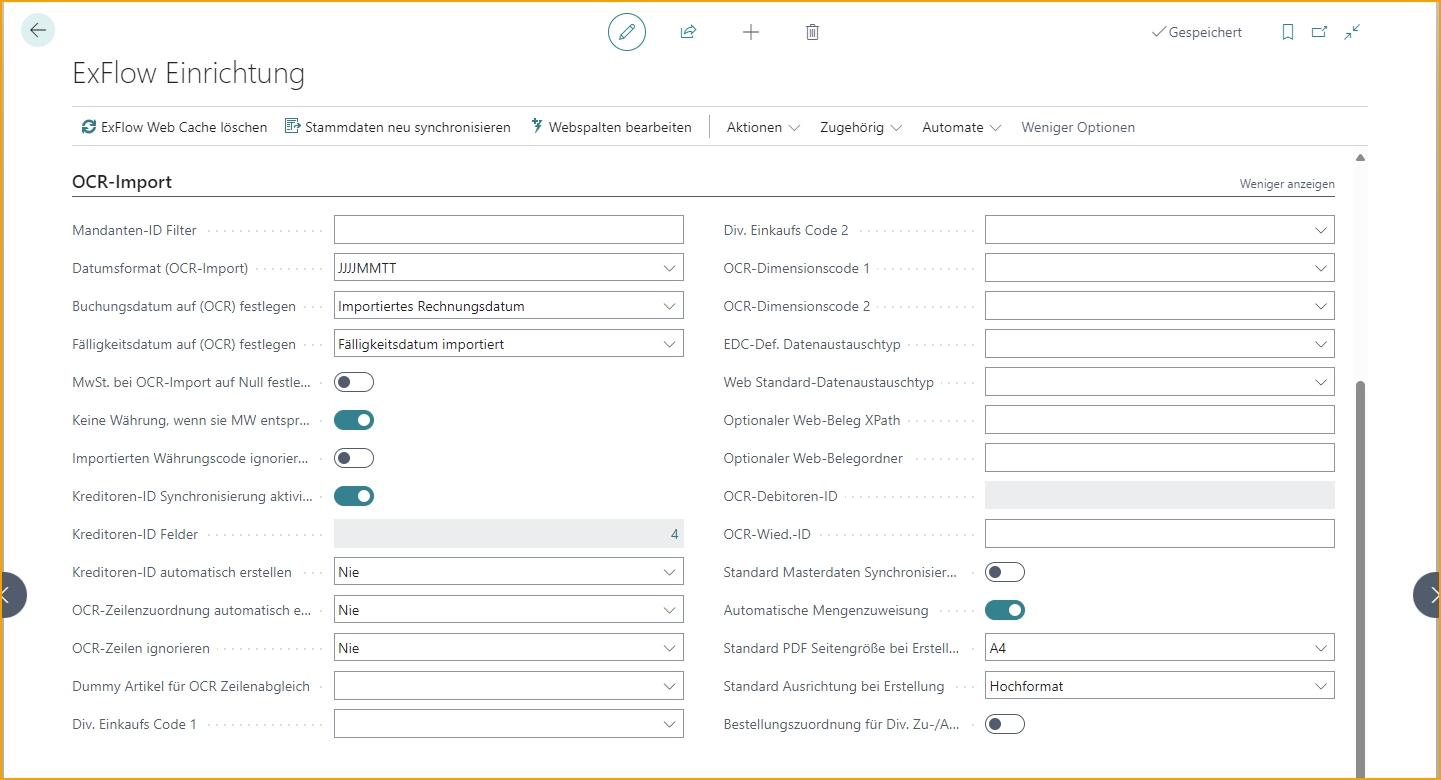 Gespeichert
ExFlow Einrichtung
ExFlow Web Cache löschen
Stammdaten neu synchronisieren
Webspalten bearbeiten
Aktionen
Zugehörig
Automate
Weniger Optionen
OCR-Import
Weniger anzeigen
Mandanten-ID Filter
Datumsformat (OCR-Import)
JJJJMMTT
Buchungsdatum auf (OCR) festlegen
Importiertes Rechnungsdatum
Fälligkeitsdatum auf (OCR) festlegen
Fälligkeitsdatum importiert
MwSt. bei OCR-Import auf Null festle...
Keine Währung, wenn sie MW entspr...
Importierten Währungscode ignorier...
Kreditoren-ID Synchronisierung aktivi...
Kreditoren-ID Felder
4
Kreditoren-ID automatisch erstellen
Nie
OCR-Zeilenzuordnung automatisch e...
Nie
OCR-Zeilen ignorieren
Nie
Dummy Artikel für OCR Zeilenabgleich
Div. Einkaufs Code 1
Div. Einkaufs Code 2
OCR-Dimensionscode 1
OCR-Dimensionscode 2
EDC-Def. Datenaustauschtyp
Web Standard-Datenaustauschtyp
Optionaler Web-Beleg XPath
Optionaler Web-Belegordner
OCR-Debitoren-ID
OCR-Wied.-ID
Standard Masterdaten Synchronisier...
Automatische Mengenzuweisung
Standard PDF Seitengröße bei Erstell...
A4
Standard Ausrichtung bei Erstellung
Hochformat
Bestellungszuordnung für Div. Zu-/A...